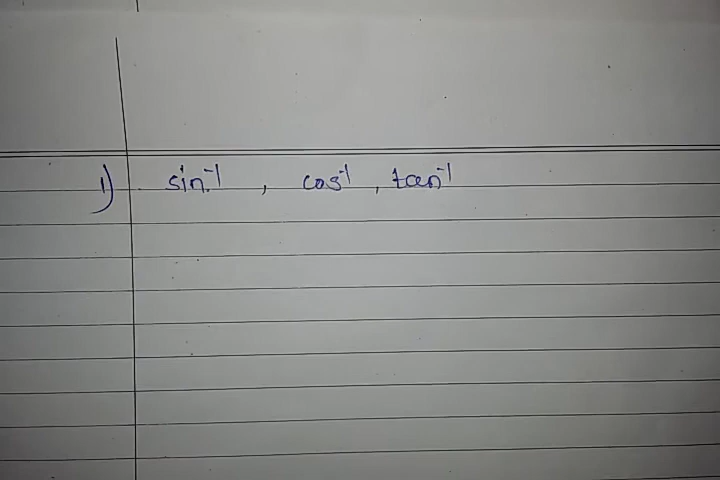 1) sin⁻¹ , cos⁻¹ , tan⁻¹